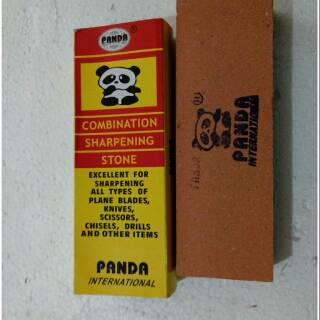 PANDA ®
COMBINATION
SHARPENING
STONE
EXCELLENT FOR
SHARPENING
ALL TYPES OF
PLANE BLADES,
KNIVES,
SCISSORS,
CHISELS, DRILLS
AND OTHER ITEMS
PANDA
INTERNATIONAL
®
PANDA
PANDA
INTERNATIONAL